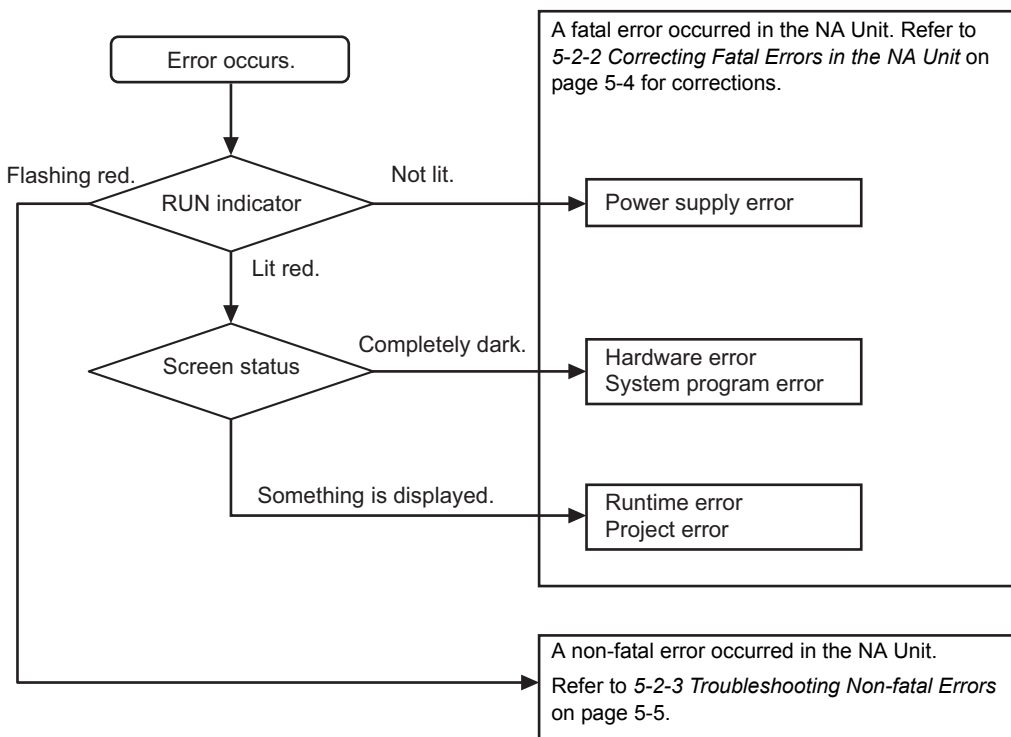 Error occurs.
A fatal error occurred in the NA Unit. Refer to
5-2-2 Correcting Fatal Errors in the NA Unit on
page 5-4 for corrections.
Flashing red.
RUN indicator
Not lit.
Power supply error
Lit red.
Screen status
Completely dark.
Hardware error
System program error
Something is displayed.
Runtime error
Project error
A non-fatal error occurred in the NA Unit.
Refer to 5-2-3 Troubleshooting Non-fatal Errors
on page 5-5.